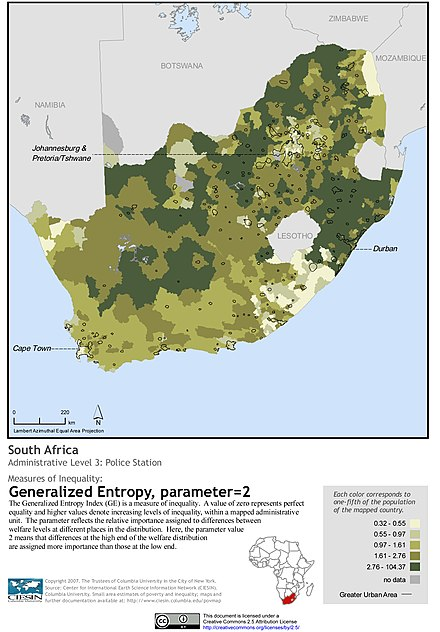 ZIMBABWE
MOZAMBIQUE
BOTSWANA
NAMIBIA
Johannesburg &
Pretoria/Tshwane
LESOTHO
Durban
Cape Town
0 220
km
N
Lambert Azimuthal Equal Area Projection
South Africa
Administrative Level 3: Police Station
Measures of Inequality:
Generalized Entropy, parameter=2
The Generalized Entropy Index (GE) is a measure of inequality. A value of zero represents perfect
equality and higher values denote increasing levels of inequality, within a mapped administrative
unit. The parameter reflects the relative importance assigned to differences between
welfare levels at different places in the distribution. Here, the parameter value
2 means that differences at the high end of the welfare distribution
are assigned more importance than those at the low end.
Each color corresponds to
one-fifth of the population
of the mapped country.
0.32 - 0.55
0.55 - 0.97
0.97 - 1.61
1.61 - 2.76
2.76 - 104.37
no data
Greater Urban Area
CIESIN
Copyright 2007. The Trustees of Columbia University in the City of New York.
Source: Center for International Earth Science Information Network (CIESIN),
Columbia University. Small area estimates of poverty and inequality; maps and
further documentation available at: http://www.ciesin.columbia.edu/povmap
cc
BY
This document is licensed under a
Creative Commons 2.5 Attribution License
http://creativecommons.org/licenses/by/2.5/